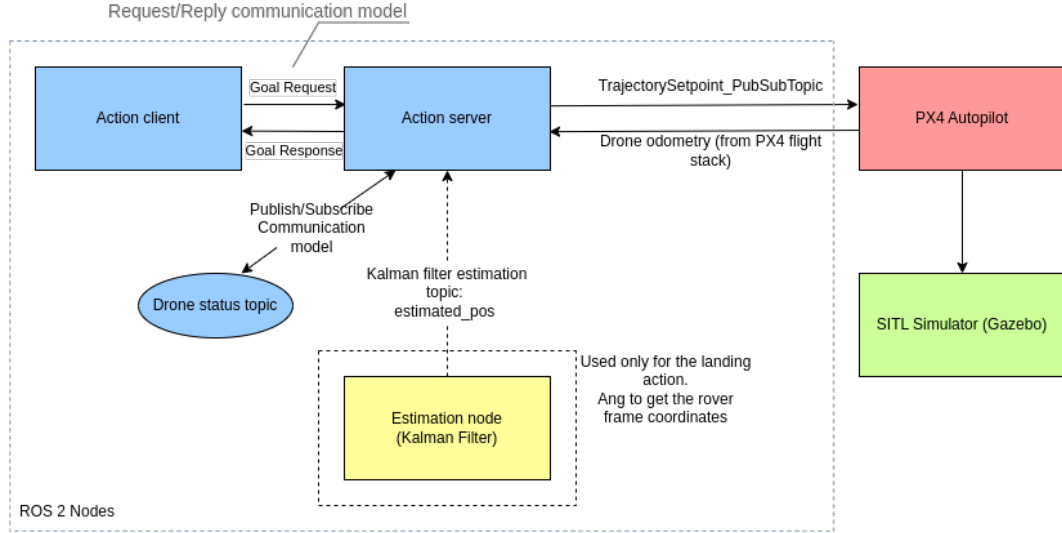 Request/Reply communication model
Goal Request
Action client
Action server
Goal Response
TrajectorySetpoint_PubSubTopic
Drone odometry (from PX4 flight
stack)
PX4 Autopilot
Publish/Subscribe
Communication
model
Drone status topic
Kalman filter estimation
topic:
estimated_pos
SITL Simulator (Gazebo)
Used only for the landing
action.
Ang to get the rover
frame coordinates
Estimation node
(Kalman Filter)
ROS 2 Nodes